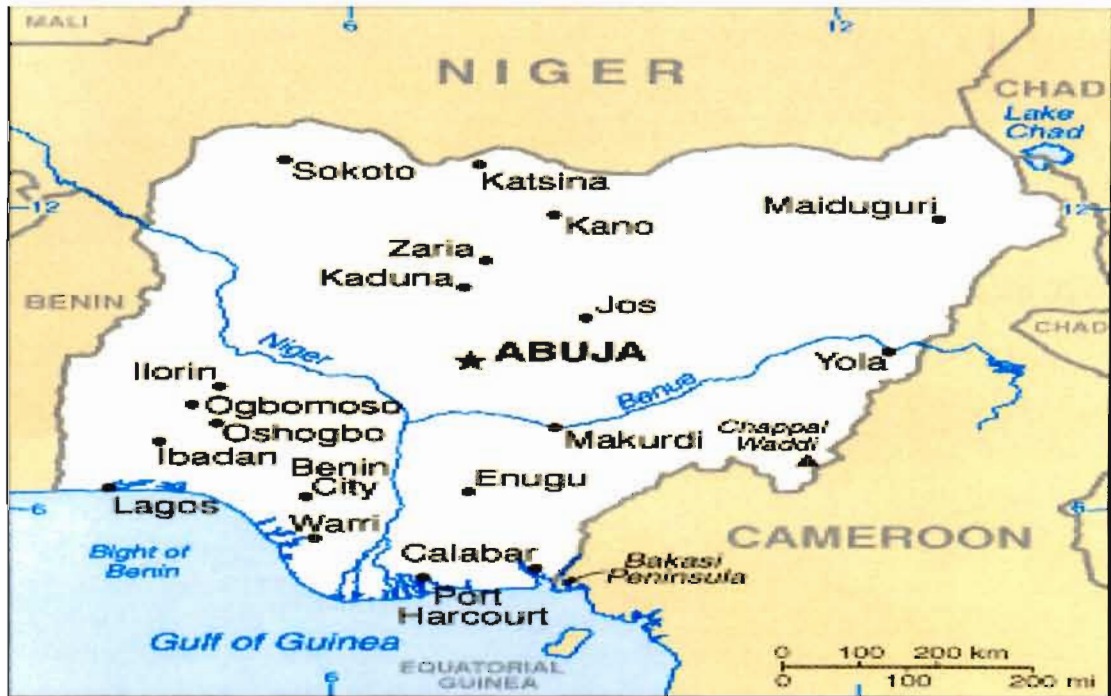 6
12
MALI
NIGER
CHAD
Lake
Chad
Sokoto
Katsina
12
Kano
Maiduguri
12
Zaria
Kaduna
BENIN
Jos
CHAD
Niger
ABUJA
Yola
Ilorin
Benue
Ogbomoso
Oshogbo
Makurdi
Chappal
Waddi
Ibadan
Benin
City
Enugu
Lagos
6
6
Warri
CAMEROON
Bight of
Benin
Calabar
Bakasi
Peninsula
Port
Harcourt
Gulf of Guinea
EQUATORIAL
GUINEA
6
0 100 200 km
0 100 200 mi